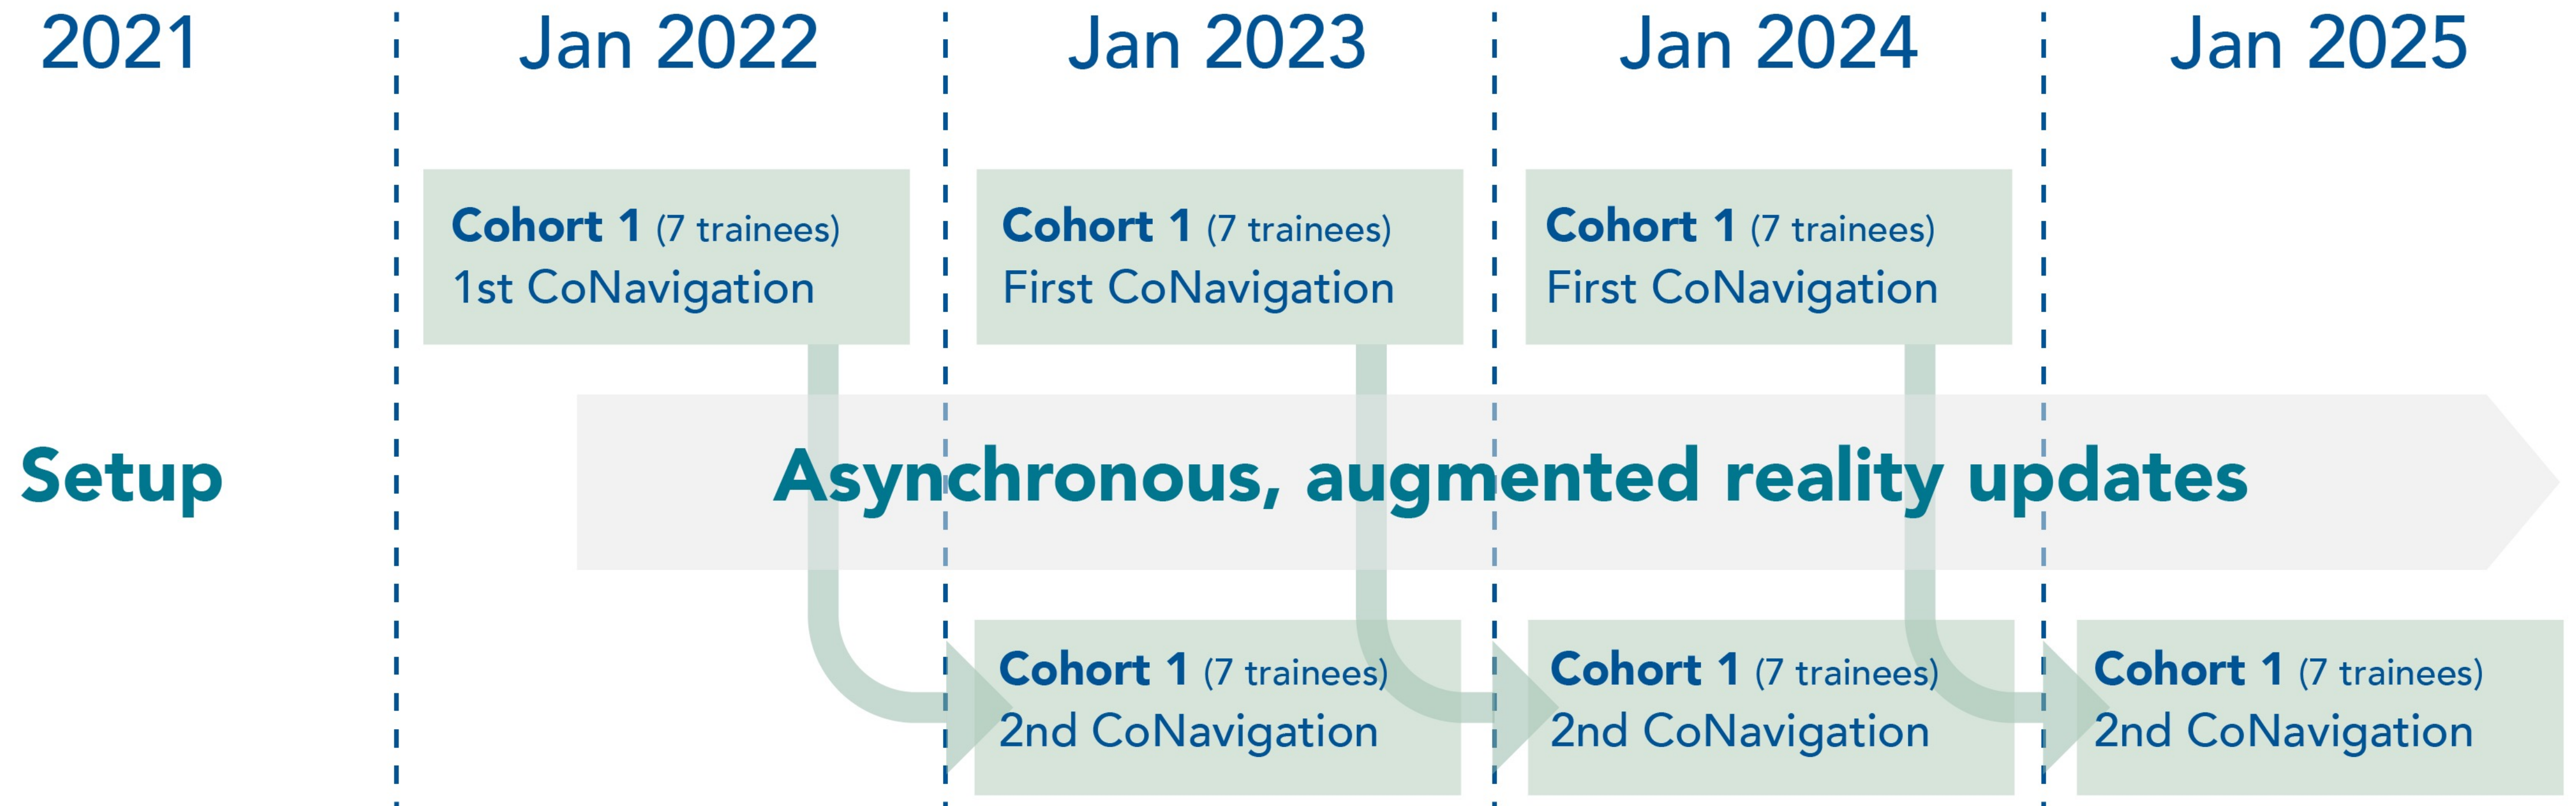 2021
Jan 2022
Jan 2023
Jan 2024
Jan 2025
Cohort 1 (7 trainees)
1st CoNavigation
Cohort 1 (7 trainees)
First CoNavigation
Cohort 1 (7 trainees)
First CoNavigation
Setup
Asynchronous, augmented reality updates
Cohort 1 (7 trainees)
2nd CoNavigation
Cohort 1 (7 trainees)
2nd CoNavigation
Cohort 1 (7 trainees)
2nd CoNavigation